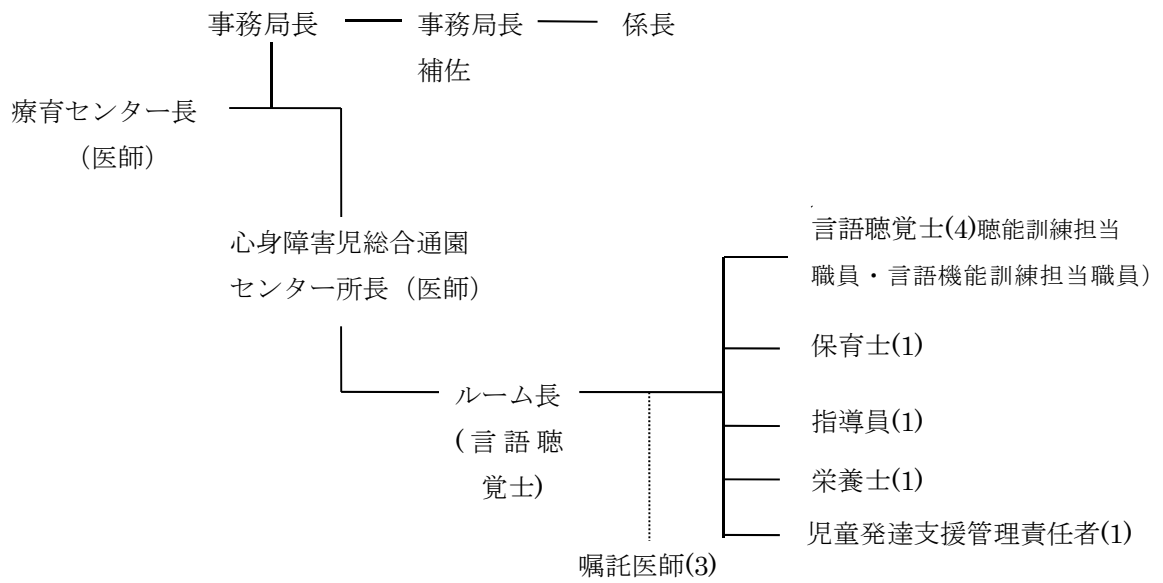 事務局長
事務局長
補佐
係長
療育センター長
（医師）
心身障害児総合通園
センター所長（医師）
言語聴覚士(4)聴能訓練担当
職員・言語機能訓練担当職員）
保育士(1)
指導員(1)
栄養士(1)
児童発達支援管理責任者(1)
ルーム長
(言語聴
覚士)
嘱託医師(3)